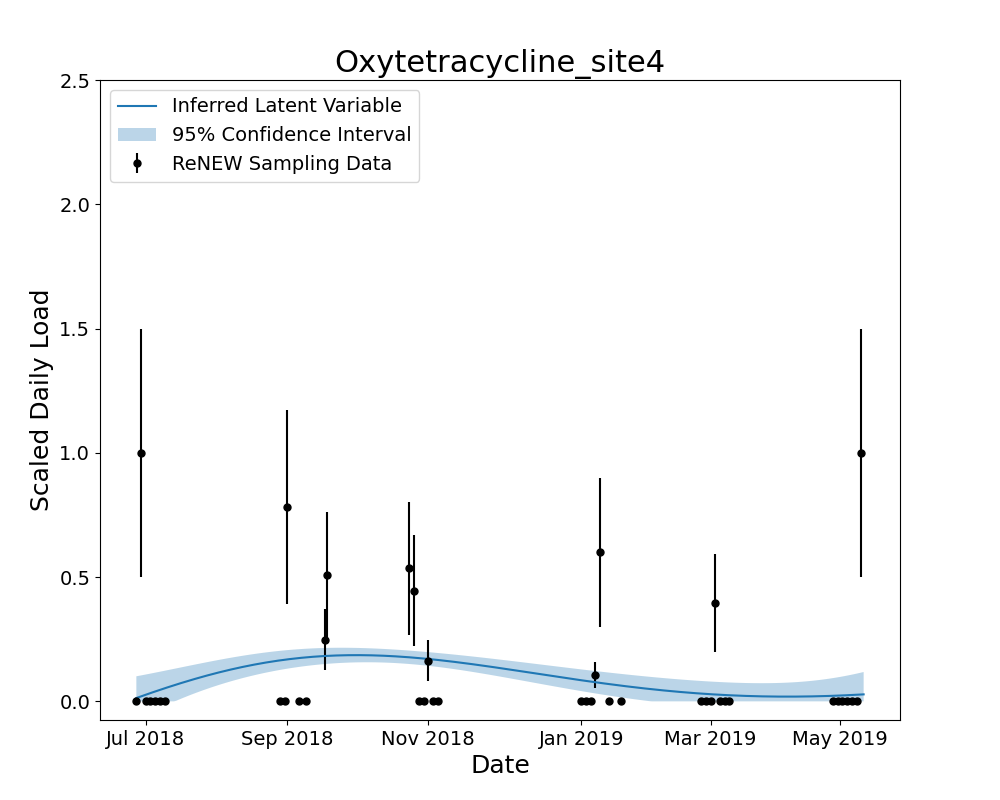 Oxytetracycline_site4
Inferred Latent Variable
95% Confidence Interval
ReNEW Sampling Data
Scaled Daily Load
2.5
2.0
1.5
1.0
0.5
0.0
Jul 2018 Sep 2018 Nov 2018 Jan 2019 Mar 2019 May 2019
Date